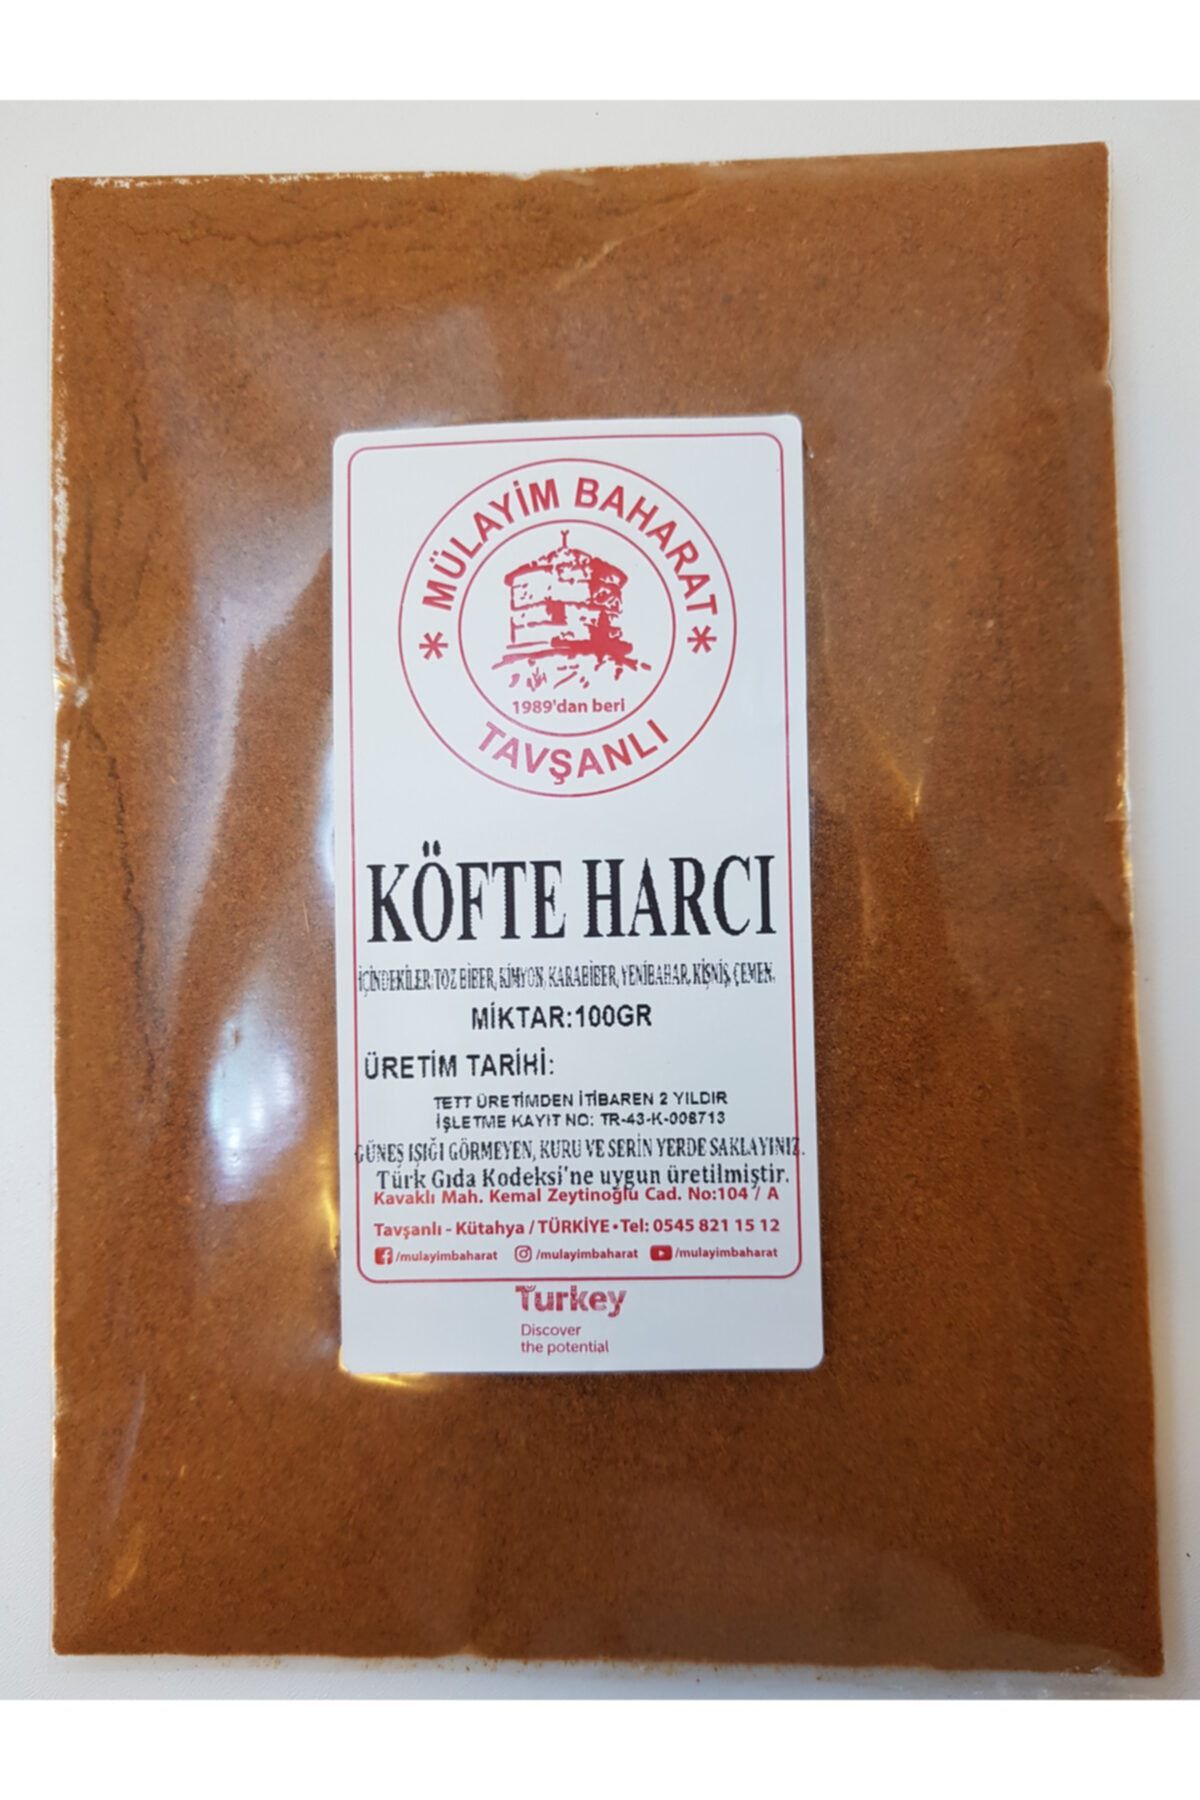 * MÜLAYİM BAHARAT *
1989'dan beri
TAVŞANLI
KÖFTE HARCI
İÇİNDEKİLER: TOZ BİBER, KİMYON, KARABİBER, YENİBAHAR, KİŞNİŞ, ÇEMEN.
MİKTAR:100GR
ÜRETİM TARİHİ:
TETT ÜRETİMDEN İTİBAREN 2 YILDIR
İŞLETME KAYIT NO: TR-43-K-008713
GÜNEŞ IŞIĞI GÖRMEYEN, KURU VE SERİN YERDE SAKLAYINIZ.
Türk Gıda Kodeksi'ne uygun üretilmiştir.
Kavaklı Mah. Kemal Zeytinoğlu Cad. No:104 / A
Tavşanlı - Kütahya / TÜRKİYE • Tel: 0545 821 15 12
/mulayimbaharat /mulayimbaharat /mulayimbaharat
Turkey
Discover
the potential